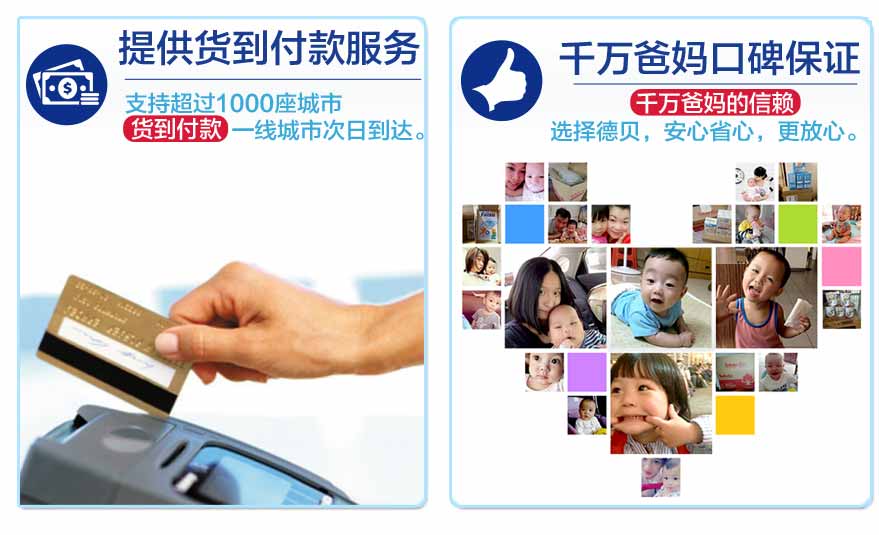 提供货到付款服务
支持超过1000座城市
货到付款 一线城市次日到达。
千万爸妈口碑保证
千万爸妈的信赖
选择德贝，安心省心，更放心。